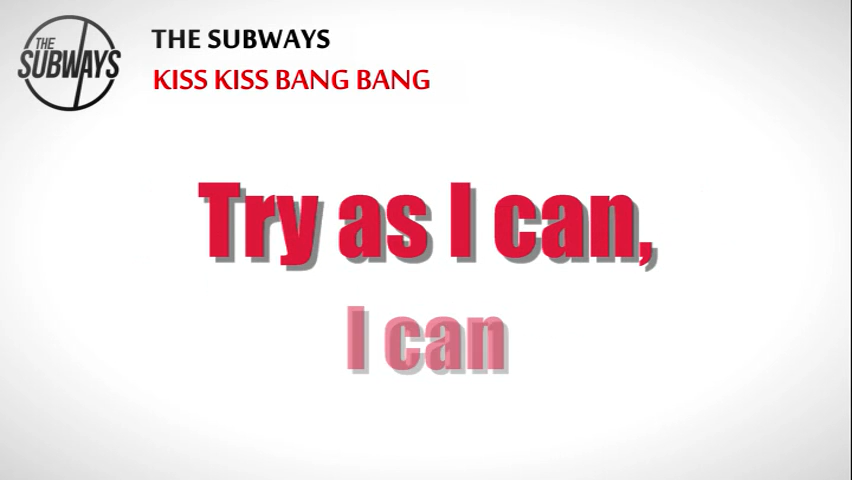 THE
SUBWAYS
THE SUBWAYS
KISS KISS BANG BANG
Try as I can,
I can